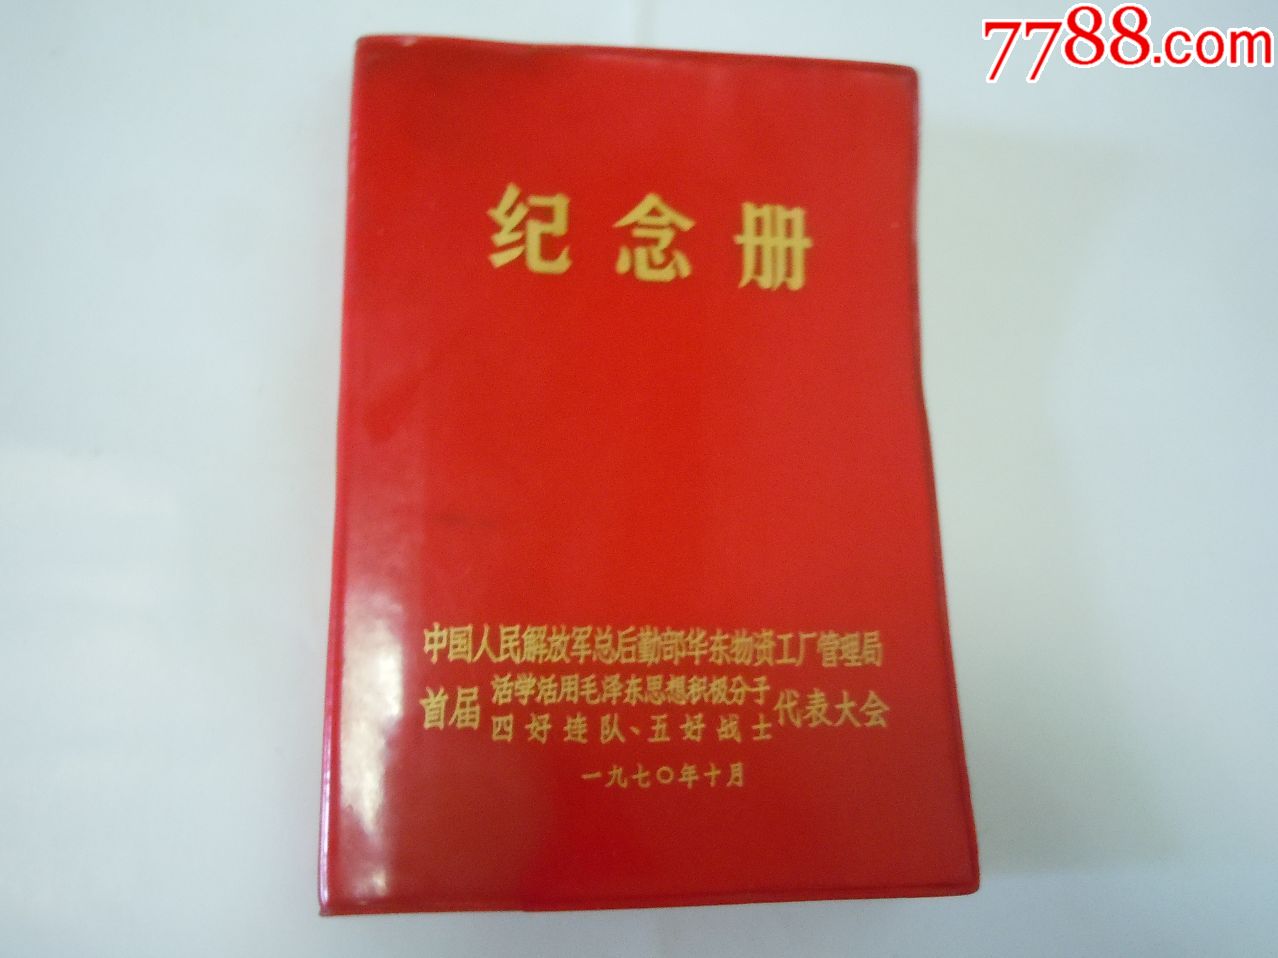 7788.com
纪念册
中国人民解放军总后勤部华东物资工厂管理局
首届 活学活用毛泽东思想积极分子 代表大会
四好连队、五好战士
一九七〇年十月